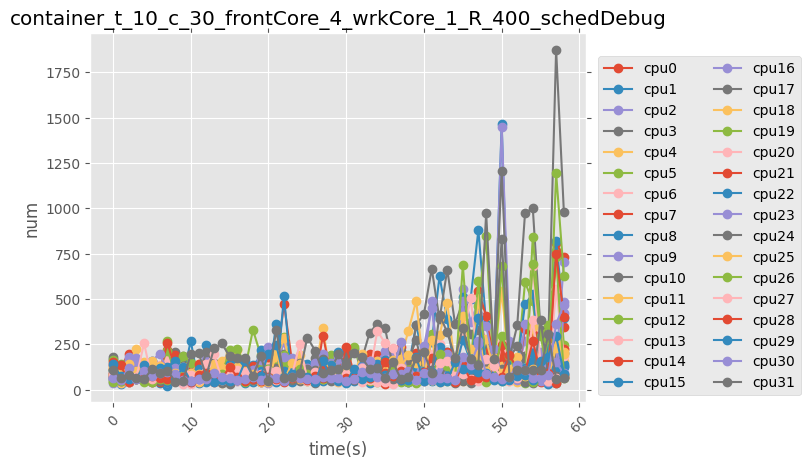 container_t_10_c_30_frontCore_4_wrkCore_1_R_400_schedDebug
1750
1500
1250
1000
750
500
250
0
num
0
10
20
30
40
50
60
time(s)
cpu0
cpu1
cpu2
cpu3
cpu4
cpu5
cpu6
cpu7
cpu8
cpu9
cpu10
cpu11
cpu12
cpu13
cpu14
cpu15
cpu16
cpu17
cpu18
cpu19
cpu20
cpu21
cpu22
cpu23
cpu24
cpu25
cpu26
cpu27
cpu28
cpu29
cpu30
cpu31